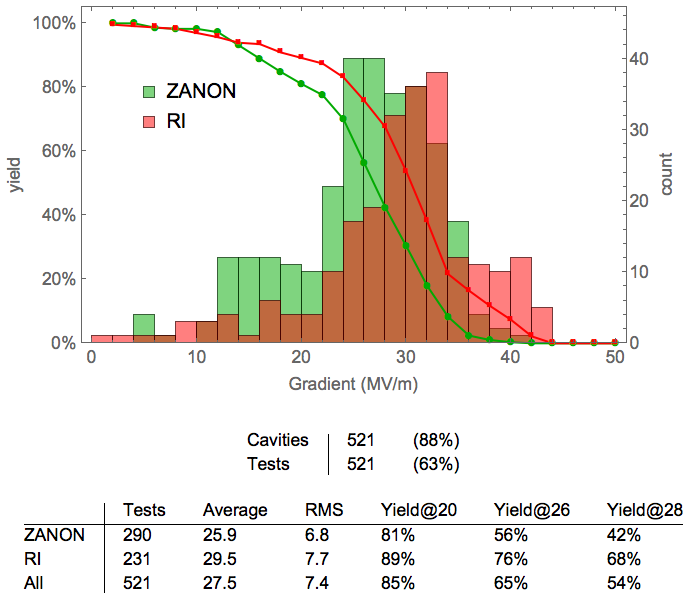 100%
80%
60%
40%
20%
0%
yield
ZANON
RI
40
30
20
10
0
count
0 10 20 30 40 50
Gradient (MV/m)
Cavities 521 (88%)
Tests 521 (63%)
Tests Average RMS Yield@20 Yield@26 Yield@28
ZANON 290 25.9 6.8 81% 56% 42%
RI 231 29.5 7.7 89% 76% 68%
All 521 27.5 7.4 85% 65% 54%